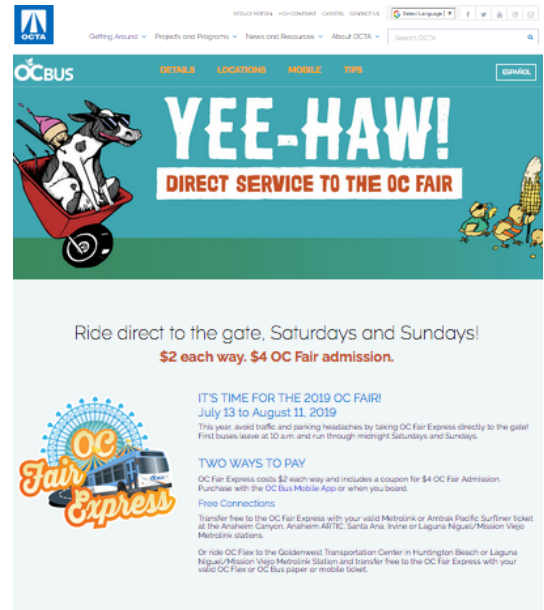 REDUCE MOTION HIGH CONTRAST CAREERS CONTACT US Select Language
OCTA
Getting Around Projects and Programs News and Resources About OCTA Search OCTA
OC BUS DETAILS LOCATIONS MOBILE TIPS ESPAÑOL
YEE-HAW!
DIRECT SERVICE TO THE OC FAIR
Ride direct to the gate, Saturdays and Sundays!
$2 each way. $4 OC Fair admission.
OC
Fair
Express
IT'S TIME FOR THE 2019 OC FAIR!
July 13 to August 11, 2019
This year, avoid traffic and parking headaches by taking OC Fair Express directly to the gate!
First buses leave at 10 a.m. and run through midnight Saturdays and Sundays.
TWO WAYS TO PAY
OC Fair Express costs $2 each way and includes a coupon for $4 OC Fair Admission.
Purchase with the OC Bus Mobile App or when you board.
Free Connections
Transfer free to the OC Fair Express with your valid Metrolink or Amtrak Pacific Surfliner ticket
at the Anaheim Canyon, Anaheim ARTIC, Santa Ana, Irvine or Laguna Niguel/Mission Viejo
Metrolink stations.
Or ride OC Flex to the Goldenwest Transportation Center in Huntington Beach or Laguna
Niguel/Mission Viejo Metrolink Station and transfer free to the OC Fair Express with your
valid OC Flex or OC Bus paper or mobile ticket.